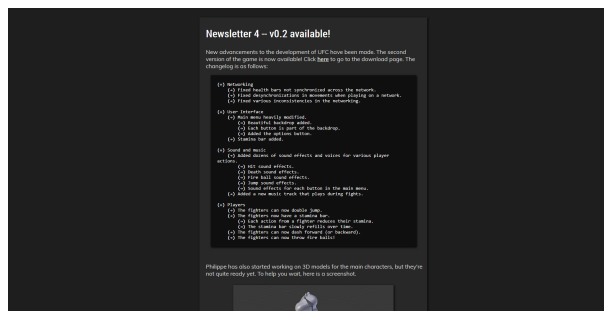 Newsletter 4 – v0.2 available!
New advancements to the development of UFC have been made. The second
version of the game is now available! Click here to go to the download page. The
changelog is as follows:
(+) Networking
(+) Fixed health bars not synchronized across the network.
(+) Fixed desynchronizations in movements when playing on a network.
(+) Fixed various inconsistencies in the networking.
(+) User Interface
(+) Main menu heavily modified.
(+) Beautiful backdrop added.
(+) Each button is part of the backdrop.
(+) Added the options button.
(+) Stamina bar added.
(+) Sound and music
(+) Added dozens of sound effects and voices for various player
actions.
(+) Hit sound effects.
(+) Death sound effects.
(+) Fire ball sound effects.
(+) Jump sound effects.
(+) Sound effects for each button in the main menu.
(+) Added a new music track that plays during fights.
(+) Players
(+) The fighters can now double jump.
(+) The fighters now have a stamina bar.
(+) Each action from a fighter reduces their stamina.
(+) The stamina bar slowly refills over time.
(+) The fighters can now dash forward (or backward).
(+) The fighters can now throw fire balls!
Philippe has also started working on 3D models for the main characters, but they're
not quite ready yet. To help you wait, here is a screenshot.